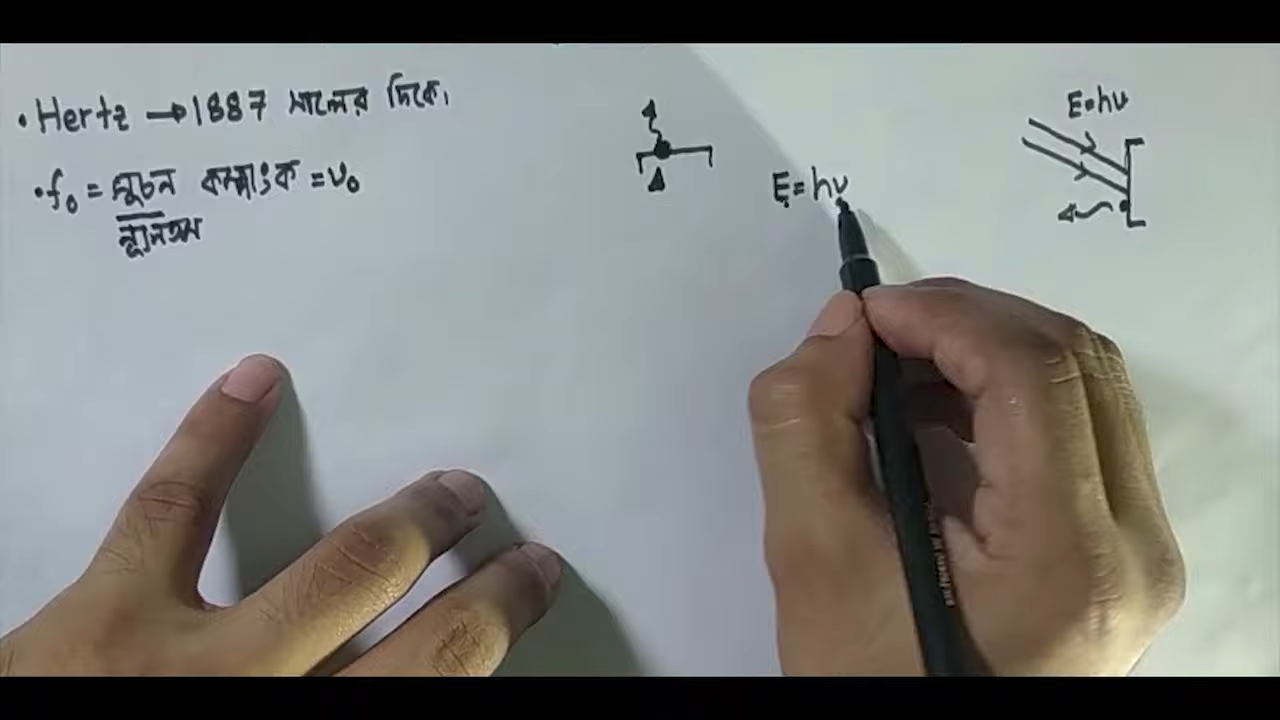 • Hertz → 1887 সালের দিকে।
• f₀ = সূচন কম্পাংক = ν₀
ন্যূনতম
E = hν
E = hν